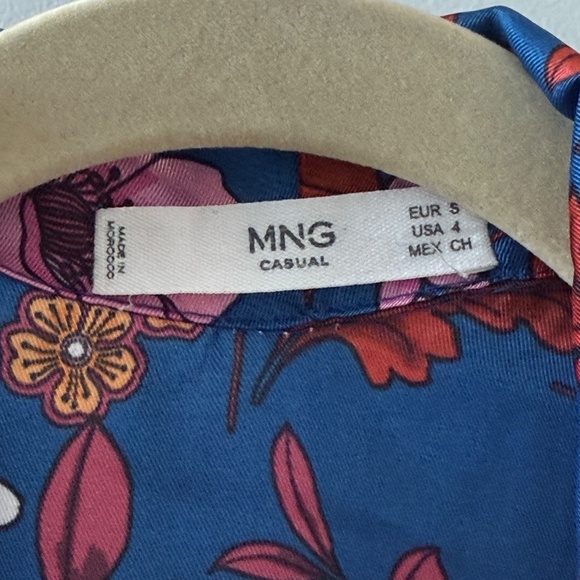 MADE IN
MOROCCO
MNG
CASUAL
EUR S
USA 4
MEX CH